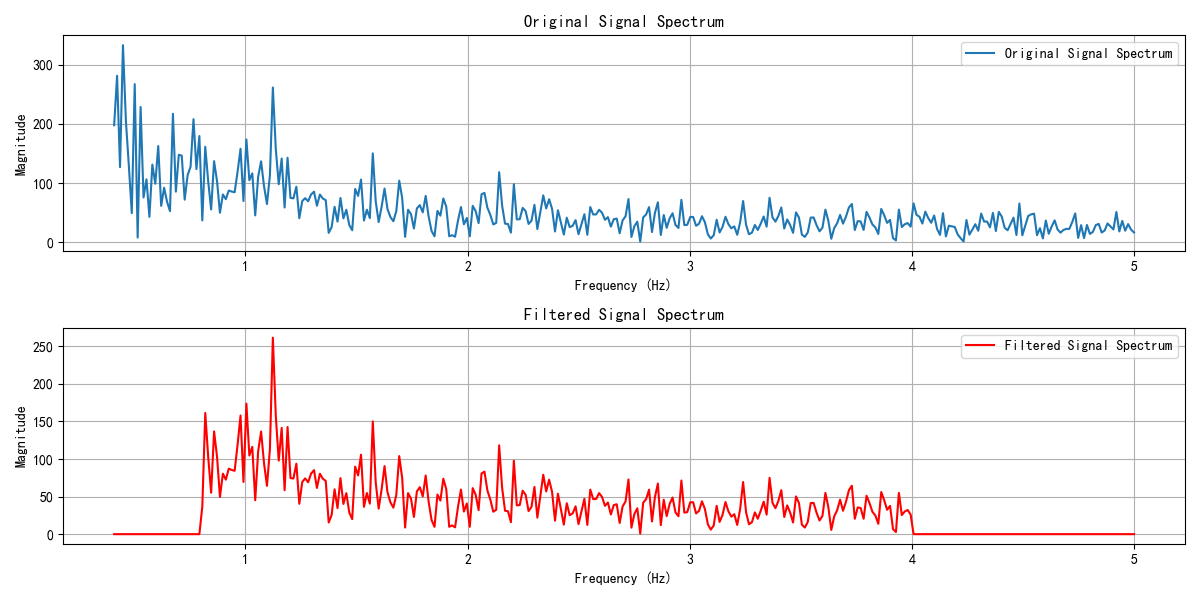 Original Signal Spectrum
Original Signal Spectrum
Magnitude
300
200
100
0
1 2 3 4 5
Frequency (Hz)
Filtered Signal Spectrum
Filtered Signal Spectrum
Magnitude
250
200
150
100
50
0
1 2 3 4 5
Frequency (Hz)